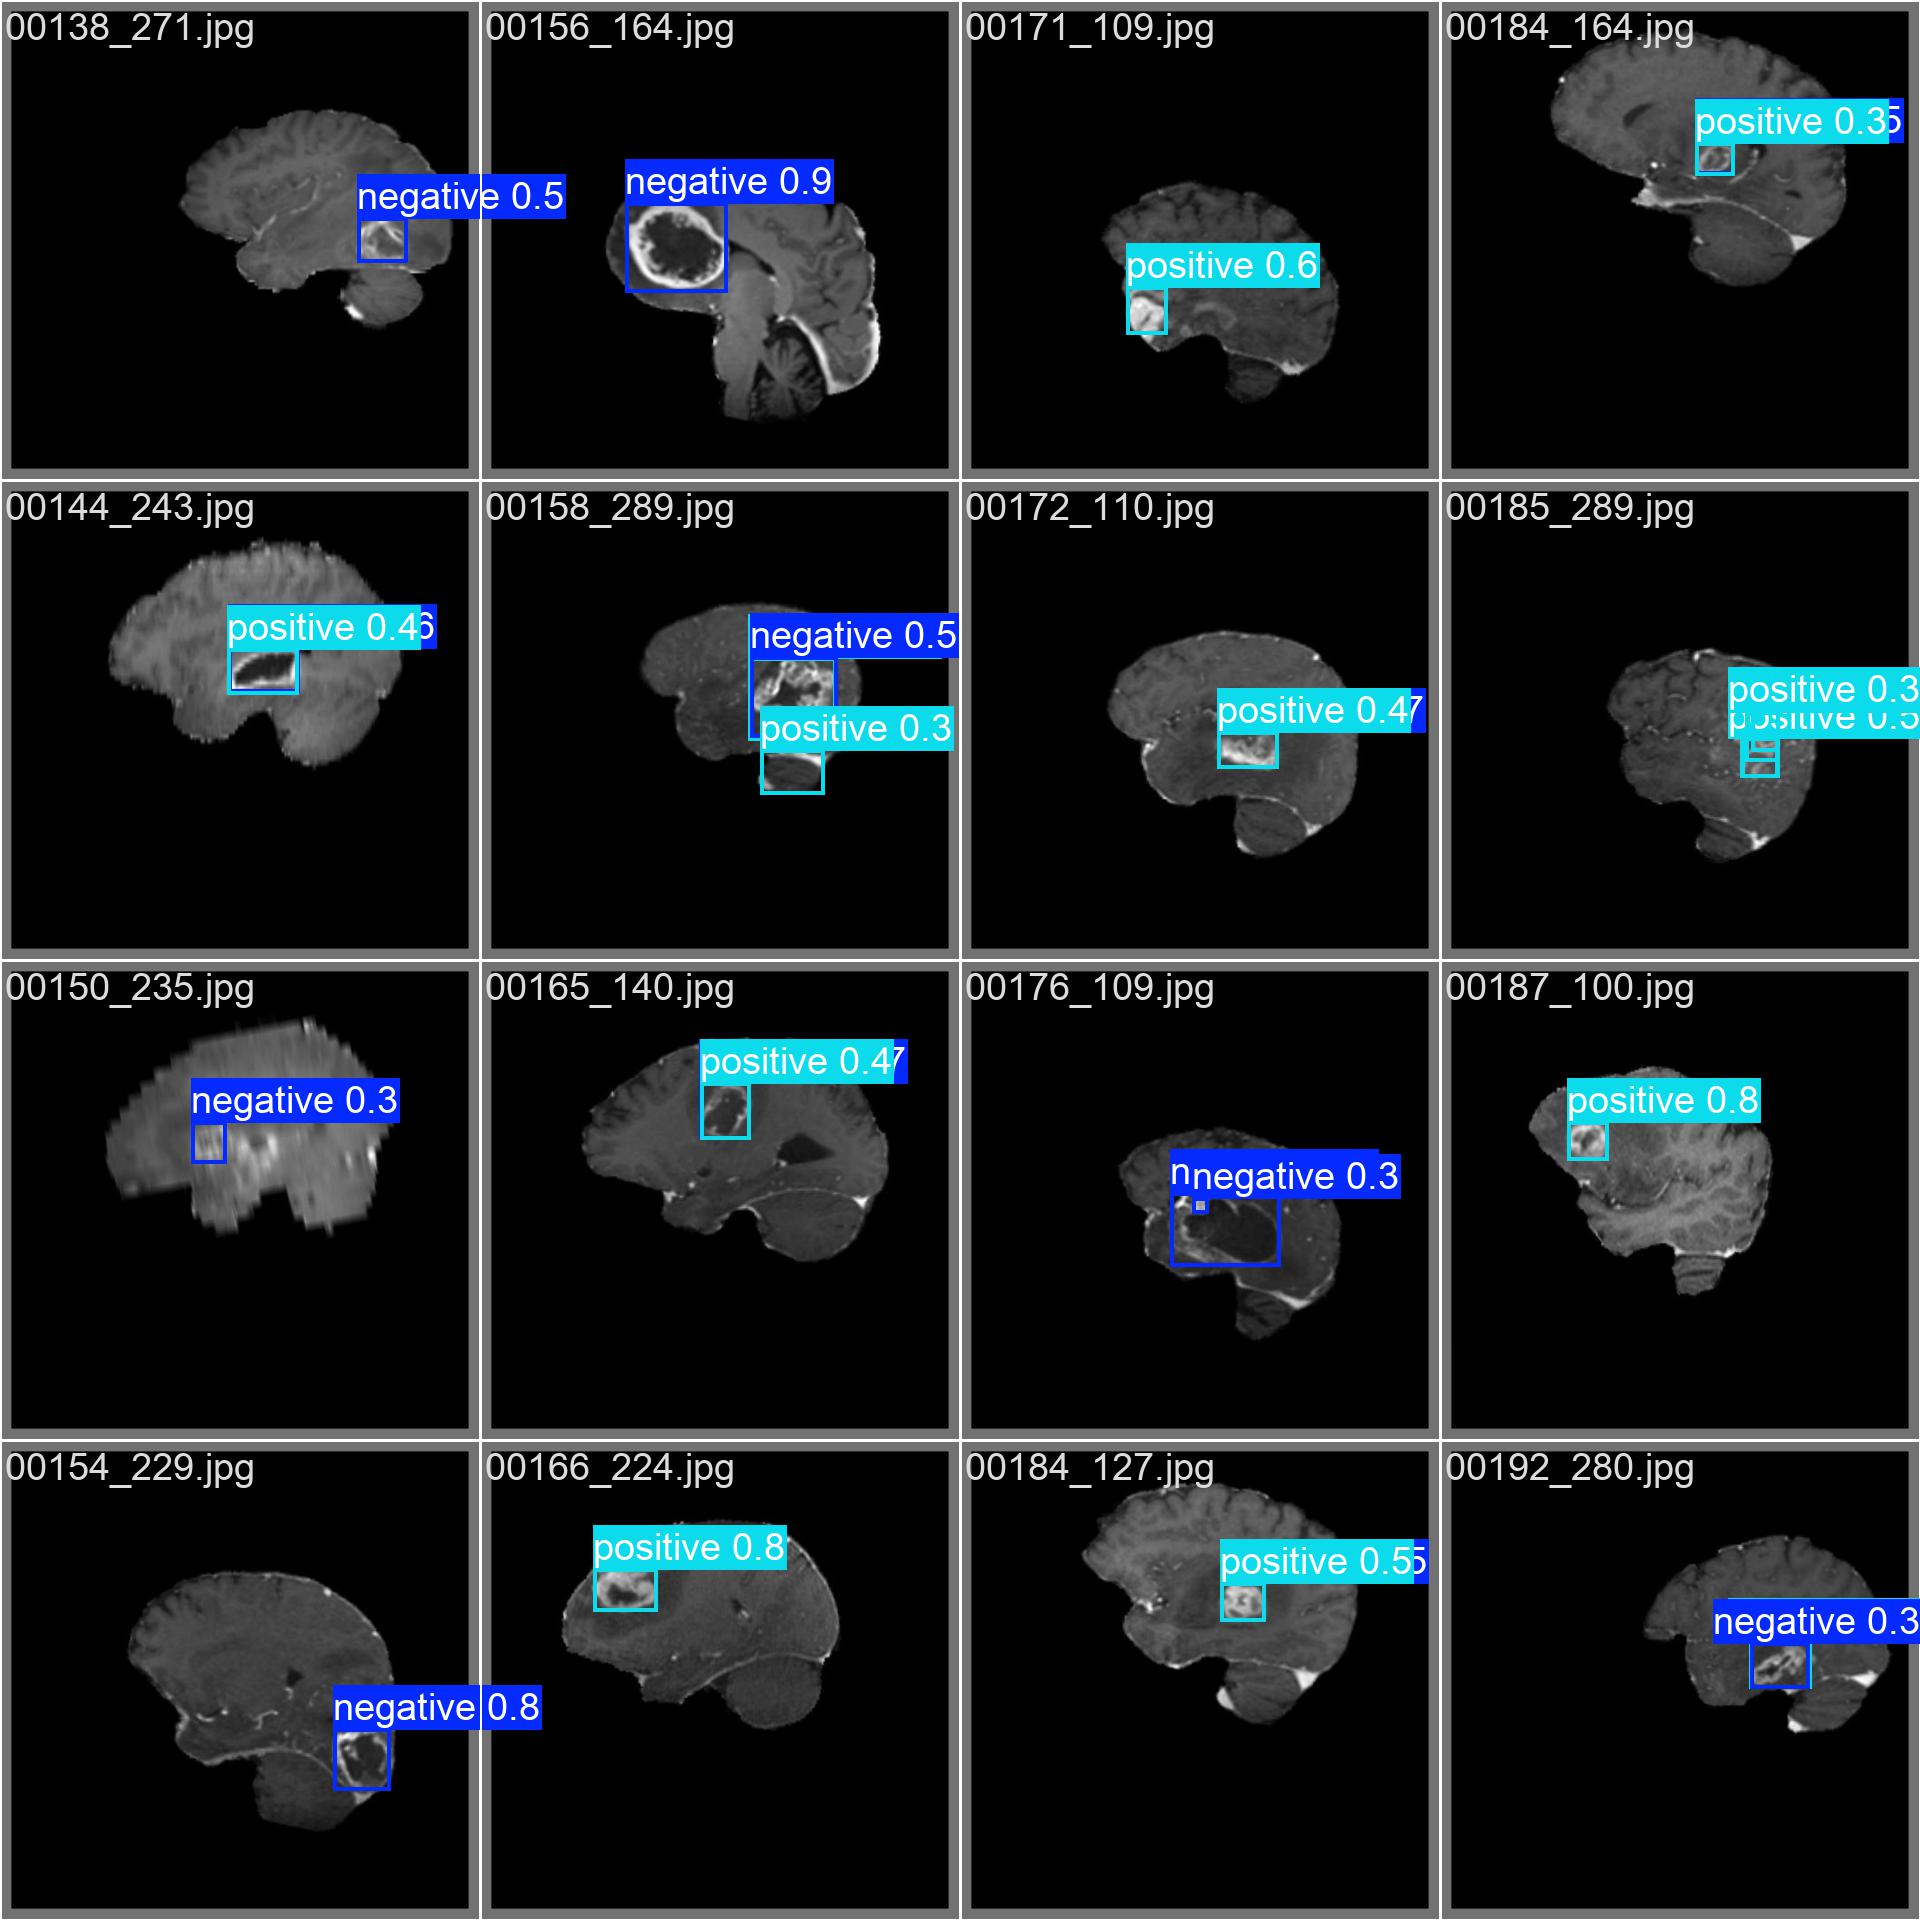 00138_271.jpg
negative 0.5
00156_164.jpg
negative 0.9
00171_109.jpg
positive 0.6
00184_164.jpg
positive 0.35
00144_243.jpg
positive 0.46
00158_289.jpg
negative 0.5
positive 0.3
00172_110.jpg
positive 0.47
00185_289.jpg
positive 0.3
positive 0.5
00150_235.jpg
negative 0.3
00165_140.jpg
positive 0.47
00176_109.jpg
nnegative 0.3
00187_100.jpg
positive 0.8
00154_229.jpg
negative 0.8
00166_224.jpg
positive 0.8
00184_127.jpg
positive 0.55
00192_280.jpg
negative 0.3